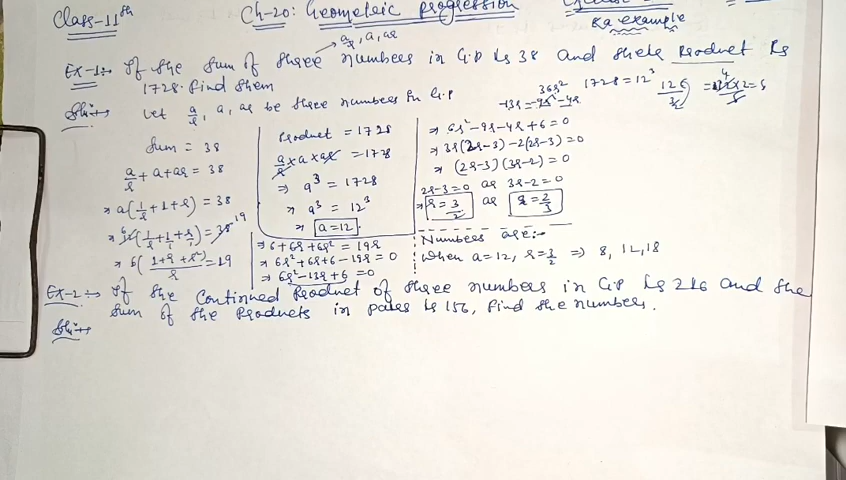 Class-11th
Ch-20: Geometric progression
Ka example
a/r, a, ar
Ex-1:→ If the sum of three numbers in G.P is 38 and their Product is
1728. find them
Let a/r, a, ar be three numbers in G.P
36r²
1728 = 12³
Sum = 38
a/r + a + ar = 38
⇒ a(1/r + 1 + r) = 38
⇒ 12(1/r + 1/1 + r/1) = 38 19
⇒ 6(1+r+r²)/r = 19
Product = 1728
a/r × a × ar = 1728
⇒ a³ = 1728
⇒ a³ = 12³
⇒ a = 12
⇒ 6 + 6r + 6r² = 19r
⇒ 6r² + 6r + 6 - 19r = 0
⇒ 6r² - 13r + 6 = 0
-13r = -9r - 4r
⇒ 6r² - 9r - 4r + 6 = 0
⇒ 3r(2r-3) - 2(2r-3) = 0
⇒ (2r-3)(3r-2) = 0
2r-3=0 or 3r-2=0
⇒ r = 3/2 or r = 2/3
Numbers are:-
when a=12, r=3/2 ⇒ 8, 12, 18
Ex-2:→ If the Continued Product of three numbers in G.P is 216 and the
Sum of the Products in pairs is 156, find the numbers.